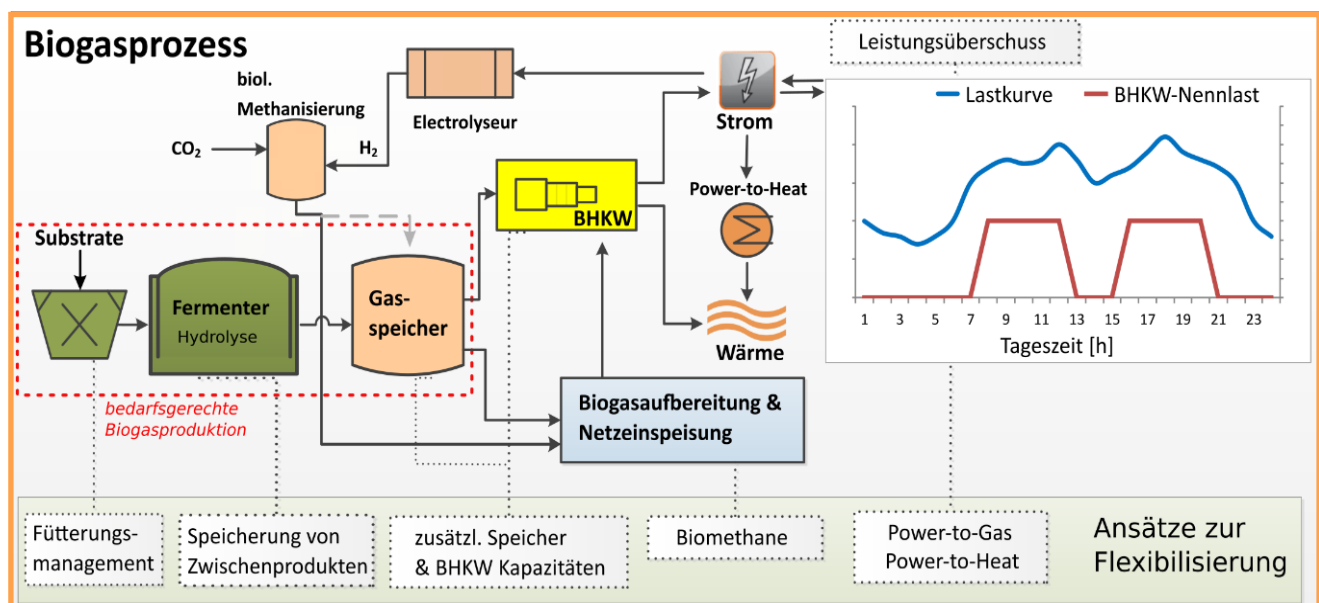 Biogasprozess
Leistungsüberschuss
biol.
Methanisierung
Electrolyseur
Strom
CO₂
H₂
Lastkurve
BHKW-Nennlast
Power-to-Heat
BHKW
Substrate
Fermenter
Hydrolyse
Gas-
speicher
Wärme
1 3 5 7 9 11 13 15 17 19 21 23
Tageszeit [h]
bedarfsgerechte
Biogasproduktion
Biogasaufbereitung &
Netzeinspeisung
Fütterungs-
management
Speicherung von
Zwischenprodukten
zusätzl. Speicher
& BHKW Kapazitäten
Biomethane
Power-to-Gas
Power-to-Heat
Ansätze zur
Flexibilisierung